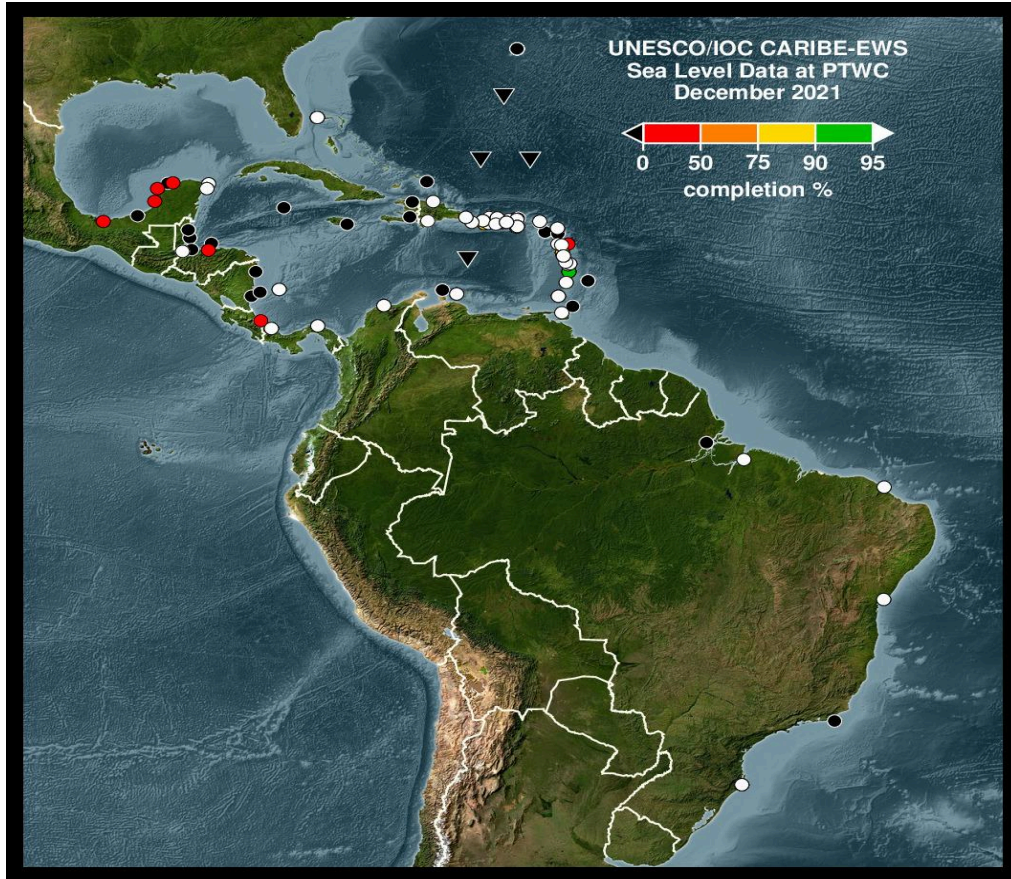 UNESCO/IOC CARIBE-EWS
Sea Level Data at PTWC
December 2021
0 50 75 90 95
completion %